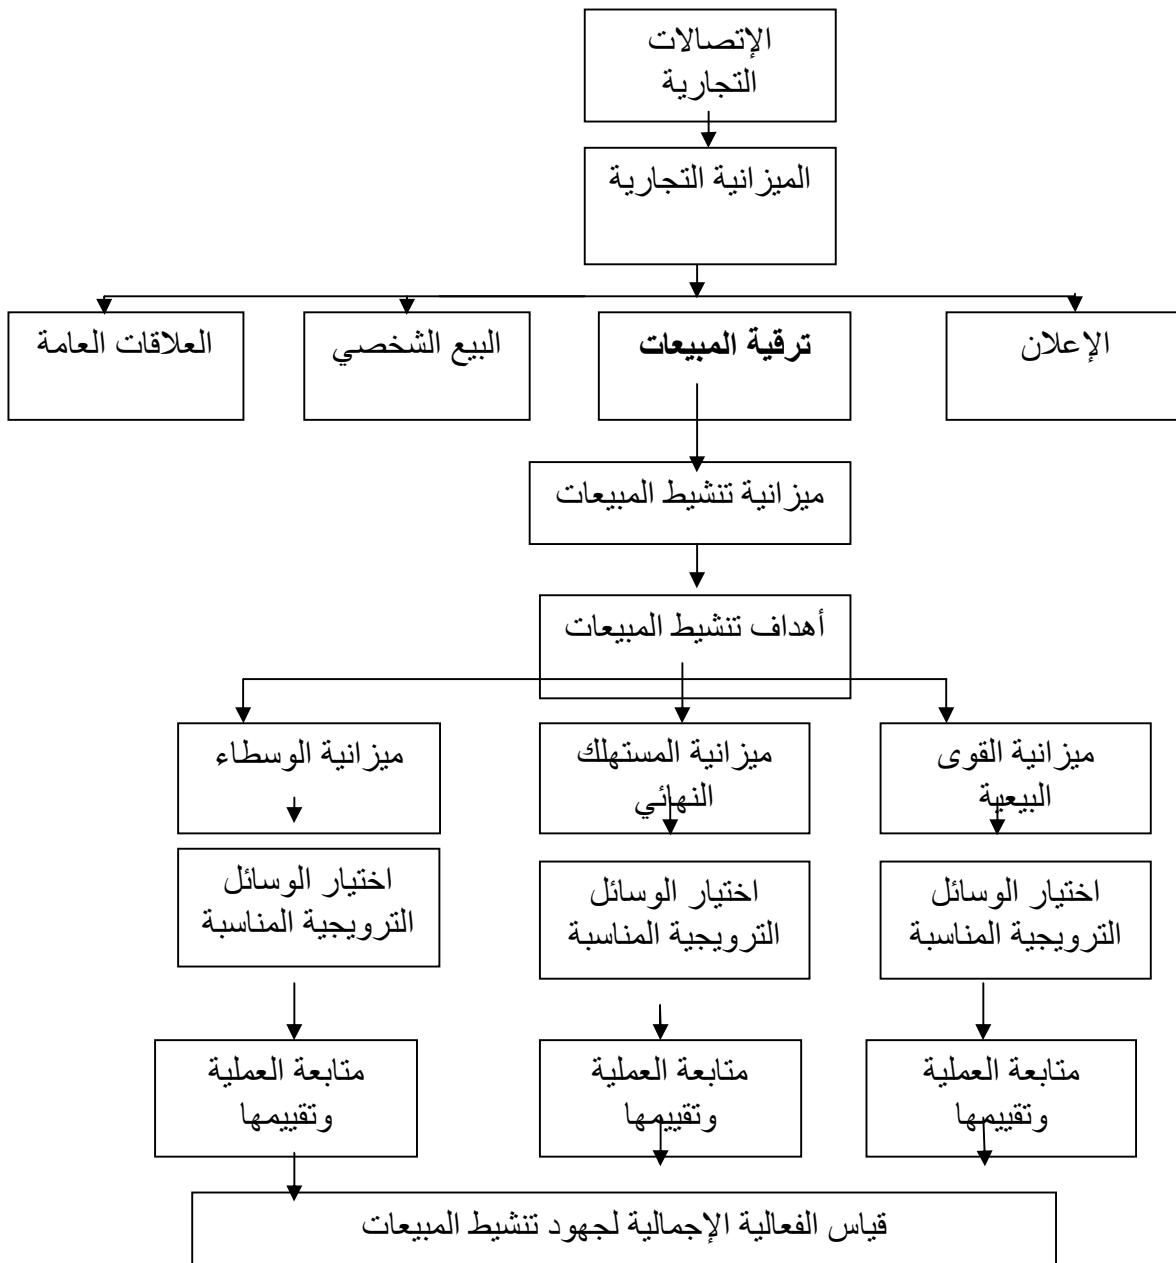 الإتصالات
التجارية
الميزانية التجارية
الإعلان
ترقية المبيعات
البيع الشخصي
العلاقات العامة
ميزانية تنشيط المبيعات
أهداف تنشيط المبيعات
ميزانية القوى
البيعية
ميزانية المستهلك
النهائي
ميزانية الوسطاء
اختيار الوسائل
الترويجية المناسبة
اختيار الوسائل
الترويجية المناسبة
اختيار الوسائل
الترويجية المناسبة
متابعة العملية
وتقييمها
متابعة العملية
وتقييمها
متابعة العملية
وتقييمها
قياس الفعالية الإجمالية لجهود تنشيط المبيعات